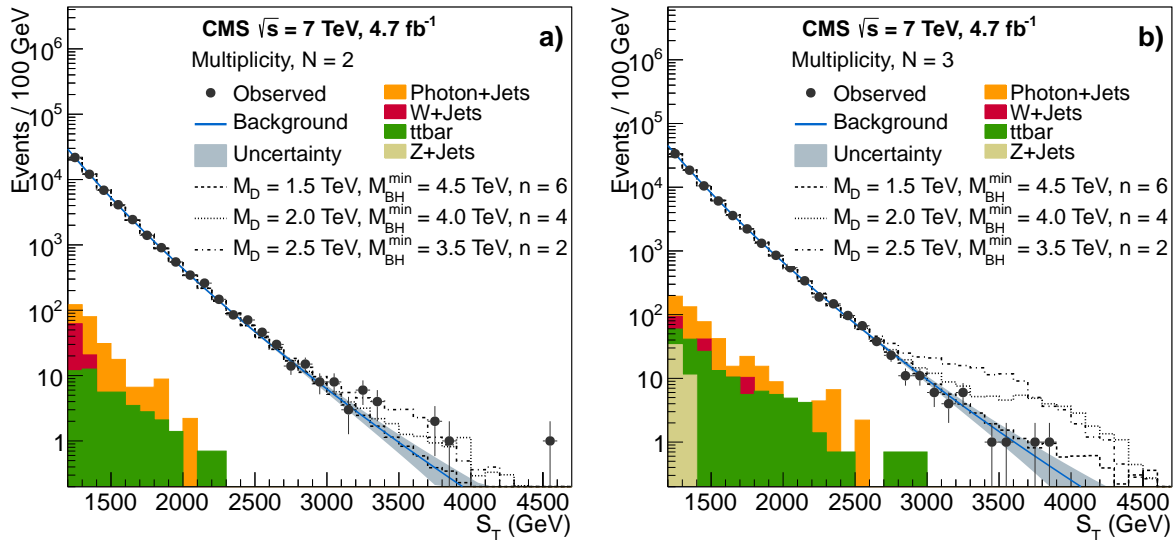 CMS √s = 7 TeV, 4.7 fb⁻¹
a)
Multiplicity, N = 2
Observed
Background
Uncertainty
Photon+Jets
W+Jets
ttbar
Z+Jets
M_D = 1.5 TeV, M_BH^min = 4.5 TeV, n = 6
M_D = 2.0 TeV, M_BH^min = 4.0 TeV, n = 4
M_D = 2.5 TeV, M_BH^min = 3.5 TeV, n = 2
Events / 100 GeV
10⁶
10⁵
10⁴
10³
10²
10
1
1500 2000 2500 3000 3500 4000 4500
S_T (GeV)
CMS √s = 7 TeV, 4.7 fb⁻¹
b)
Multiplicity, N = 3
Observed
Background
Uncertainty
Photon+Jets
W+Jets
ttbar
Z+Jets
M_D = 1.5 TeV, M_BH^min = 4.5 TeV, n = 6
M_D = 2.0 TeV, M_BH^min = 4.0 TeV, n = 4
M_D = 2.5 TeV, M_BH^min = 3.5 TeV, n = 2
Events / 100 GeV
10⁶
10⁵
10⁴
10³
10²
10
1
1500 2000 2500 3000 3500 4000 4500
S_T (GeV)